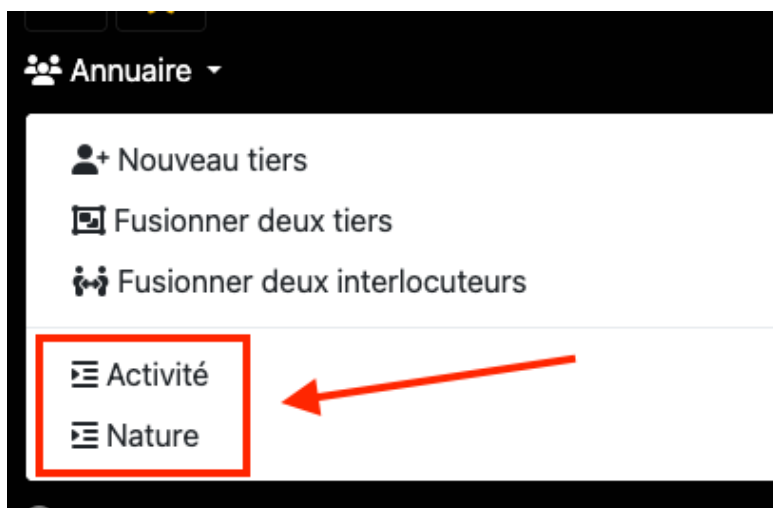 Annuaire
Nouveau tiers
Fusionner deux tiers
Fusionner deux interlocuteurs
Activité
Nature